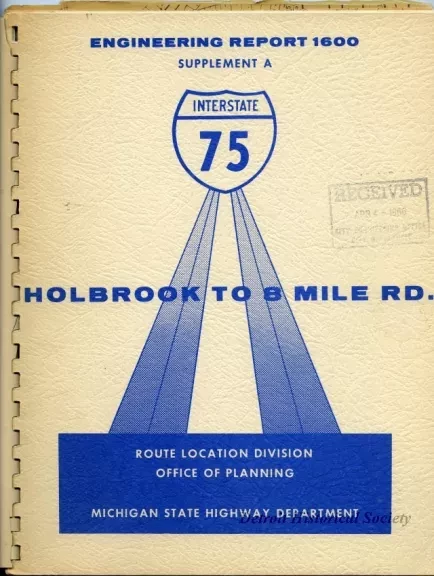 ENGINEERING REPORT 1600
SUPPLEMENT A
INTERSTATE
75
RECEIVED
HOLBROOK TO 8 MILE RD.
ROUTE LOCATION DIVISION
OFFICE OF PLANNING
MICHIGAN STATE HIGHWAY DEPARTMENT
Detroit Historical Society